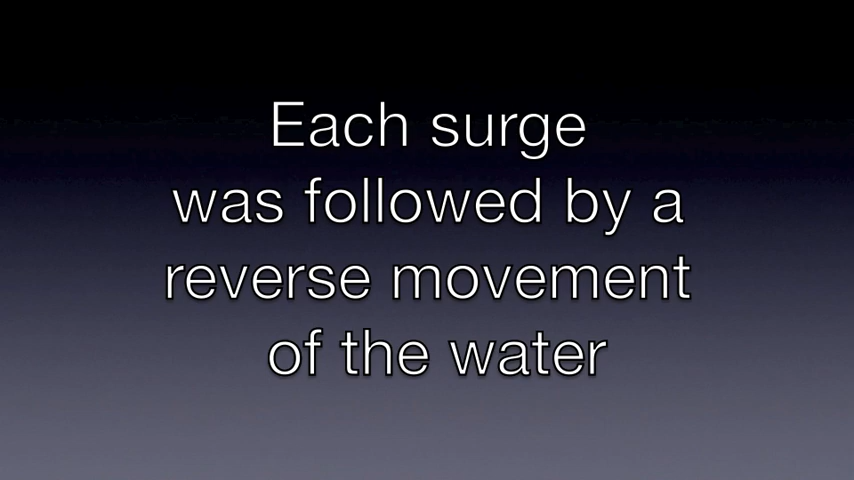 Each surge
was followed by a
reverse movement
of the water